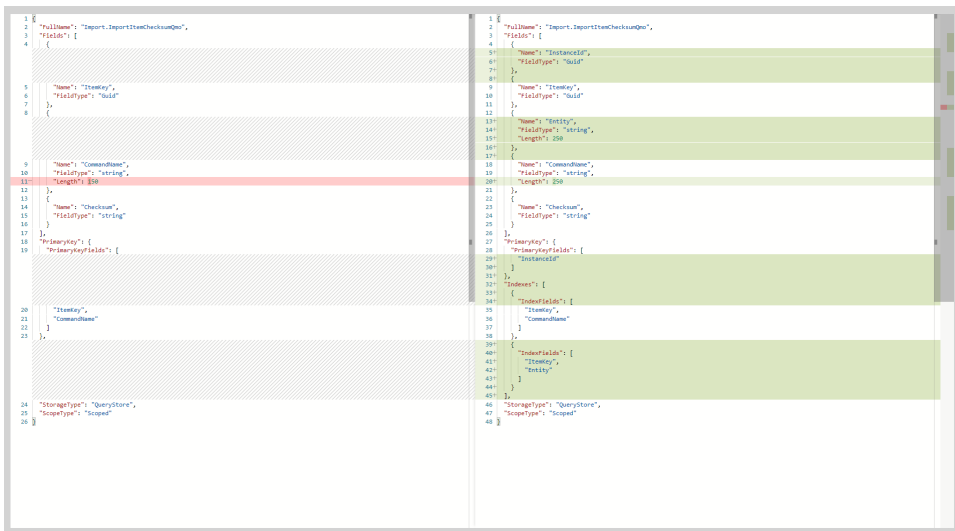 1 {
2 "FullName": "Import.ImportItemChecksumQmo",
3 "Fields": [
4 {
5 "Name": "ItemKey",
6 "FieldType": "Guid"
7 },
8 {
9 "Name": "CommandName",
10 "FieldType": "string",
11- "Length": 150
12 },
13 {
14 "Name": "Checksum",
15 "FieldType": "string"
16 }
17 ],
18 "PrimaryKey": {
19 "PrimaryKeyFields": [
20 "ItemKey",
21 "CommandName"
22 ]
23 },
24 "StorageType": "QueryStore",
25 "ScopeType": "Scoped"
26 }
1 {
2 "FullName": "Import.ImportItemChecksumQmo",
3 "Fields": [
4 {
5+ "Name": "InstanceId",
6+ "FieldType": "Guid"
7+ },
8+ {
9 "Name": "ItemKey",
10 "FieldType": "Guid"
11 },
12 {
13+ "Name": "Entity",
14+ "FieldType": "string",
15+ "Length": 250
16+ },
17+ {
18 "Name": "CommandName",
19 "FieldType": "string",
20+ "Length": 250
21 },
22 {
23 "Name": "Checksum",
24 "FieldType": "string"
25 }
26 ],
27 "PrimaryKey": {
28 "PrimaryKeyFields": [
29+ "InstanceId"
30+ ]
31+ },
32+ "Indexes": [
33+ {
34+ "IndexFields": [
35 "ItemKey",
36 "CommandName"
37 ]
38 },
39+ {
40+ "IndexFields": [
41+ "ItemKey",
42+ "Entity"
43+ ]
44+ }
45+ ],
46 "StorageType": "QueryStore",
47 "ScopeType": "Scoped"
48 }